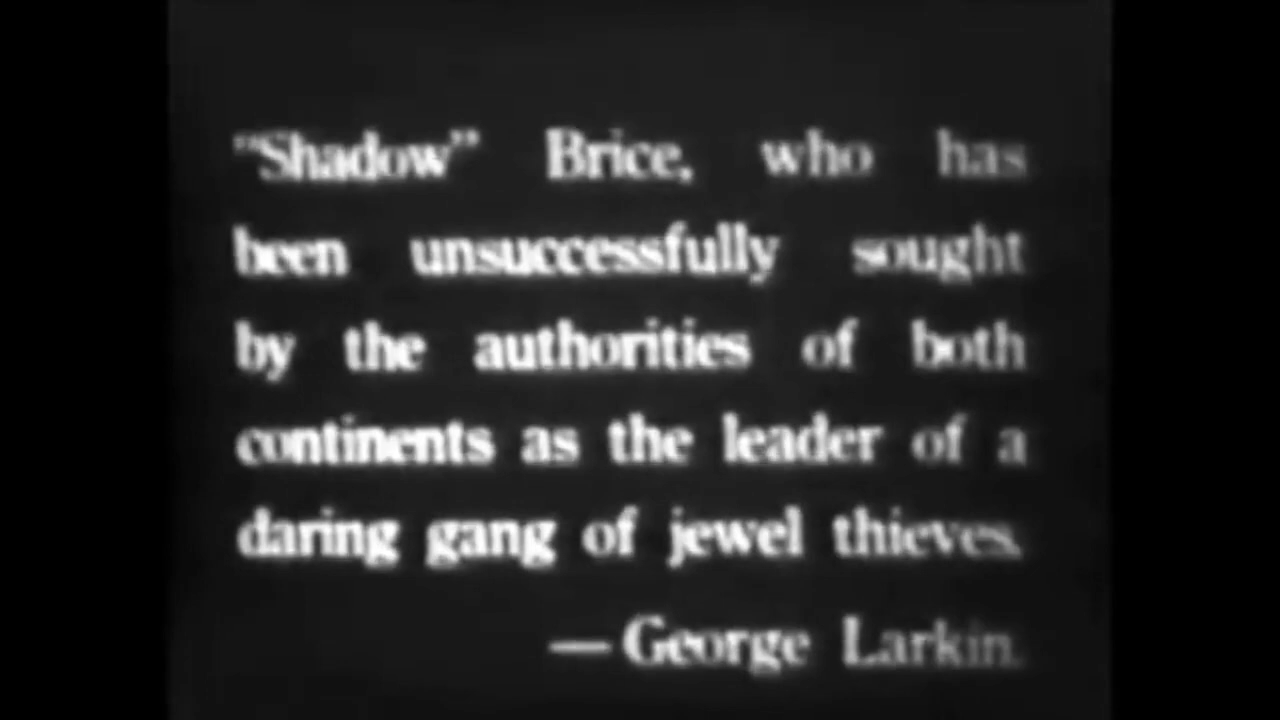 “Shadow” Brice, who has
been unsuccessfully sought
by the authorities of both
continents as the leader of a
daring gang of jewel thieves.
—George Larkin.